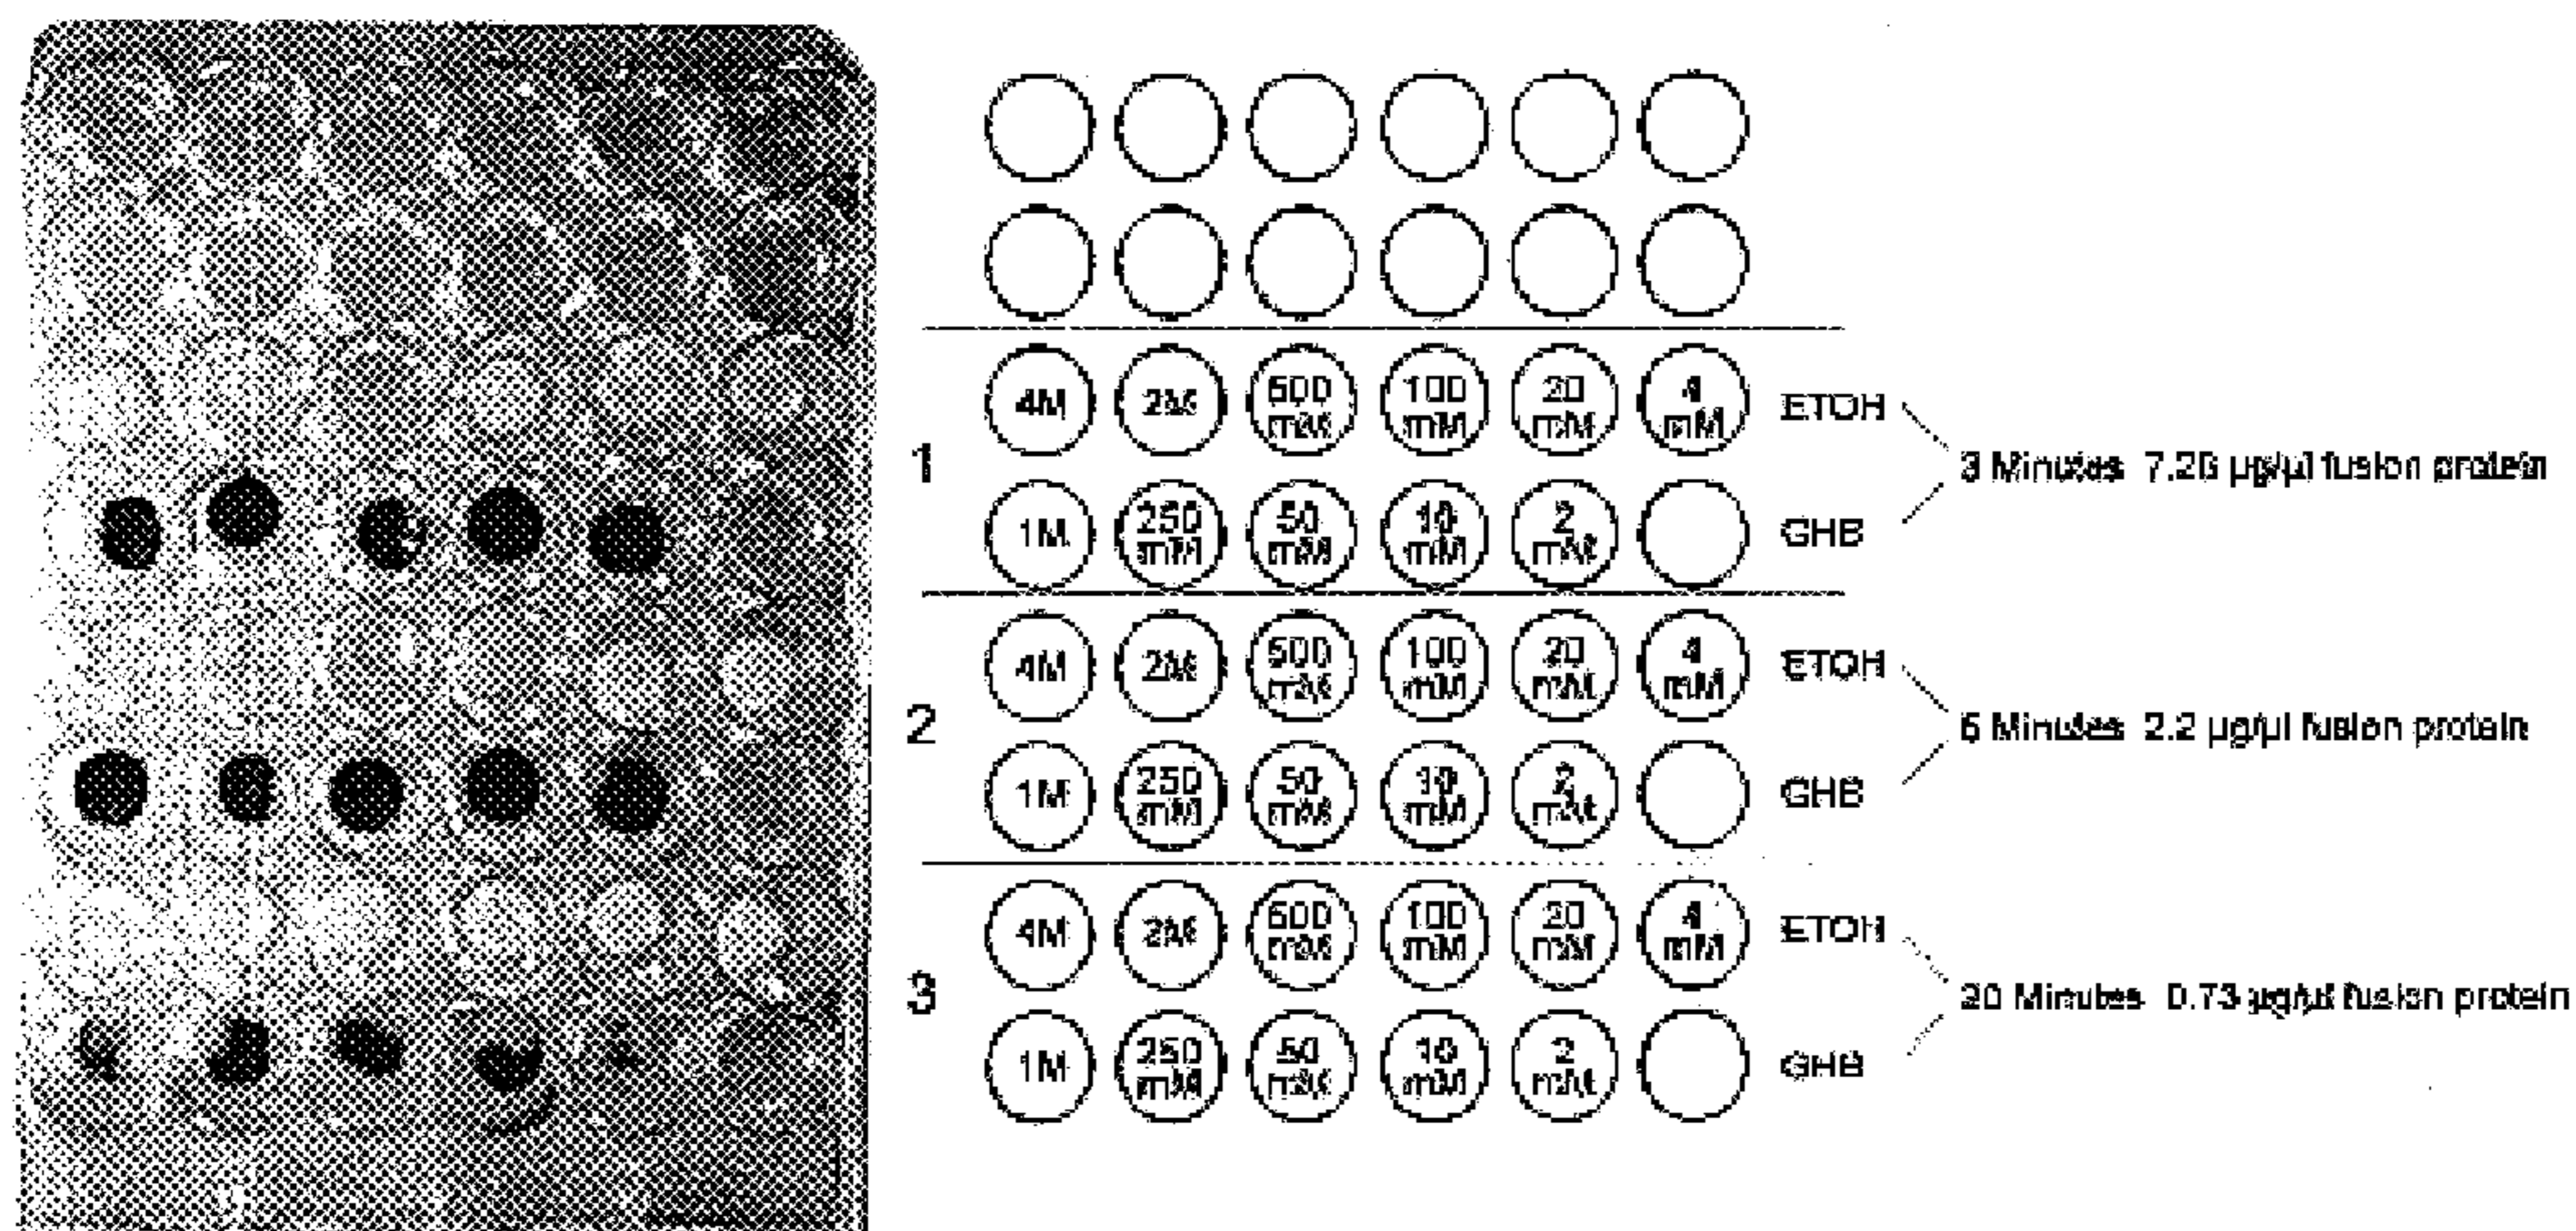 4M 2M 500 mM 100 mM 20 mM 4 mM ETOH
1
3 Minutes 7.26 µg/µl fusion protein
1M 250 mM 50 mM 10 mM 2 mM GHB
4M 2M 500 mM 100 mM 20 mM 4 mM ETOH
2
5 Minutes 2.2 µg/µl fusion protein
1M 250 mM 50 mM 10 mM 2 mM GHB
4M 2M 500 mM 100 mM 20 mM 4 mM ETOH
3
20 Minutes 0.73 µg/µl fusion protein
1M 250 mM 50 mM 10 mM 2 mM GHB